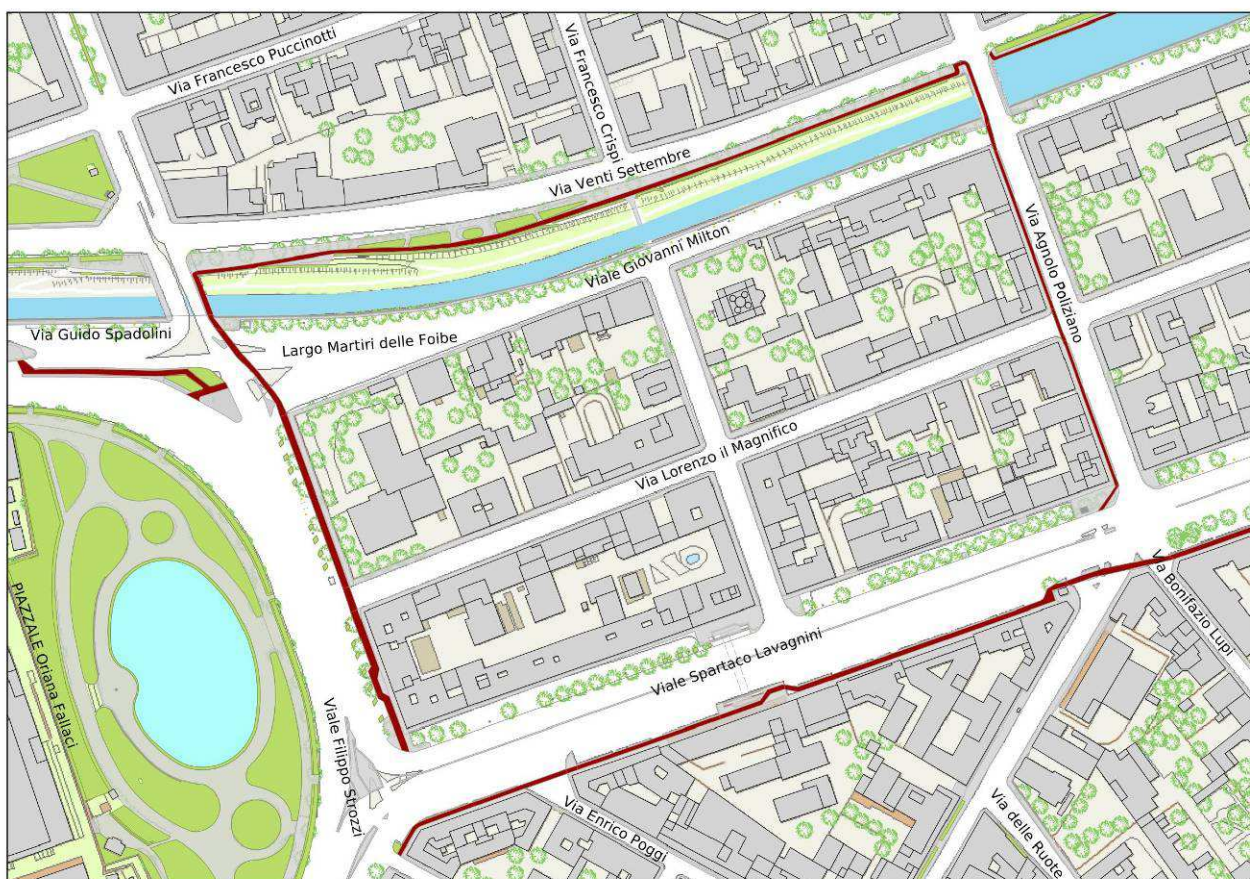 Via Francesco Puccinotti
Via Francesco Crispi
Via Venti Settembre
Viale Giovanni Milton
Via Agnolo Poliziano
Via Guido Spadolini
Largo Martiri delle Foibe
Via Lorenzo il Magnifico
Via Bonifazio Lupi
PIAZZALE Oriana Fallaci
Viale Spartaco Lavagnini
Viale Filippo Strozzi
Via Enrico Poggi
Via delle Ruote